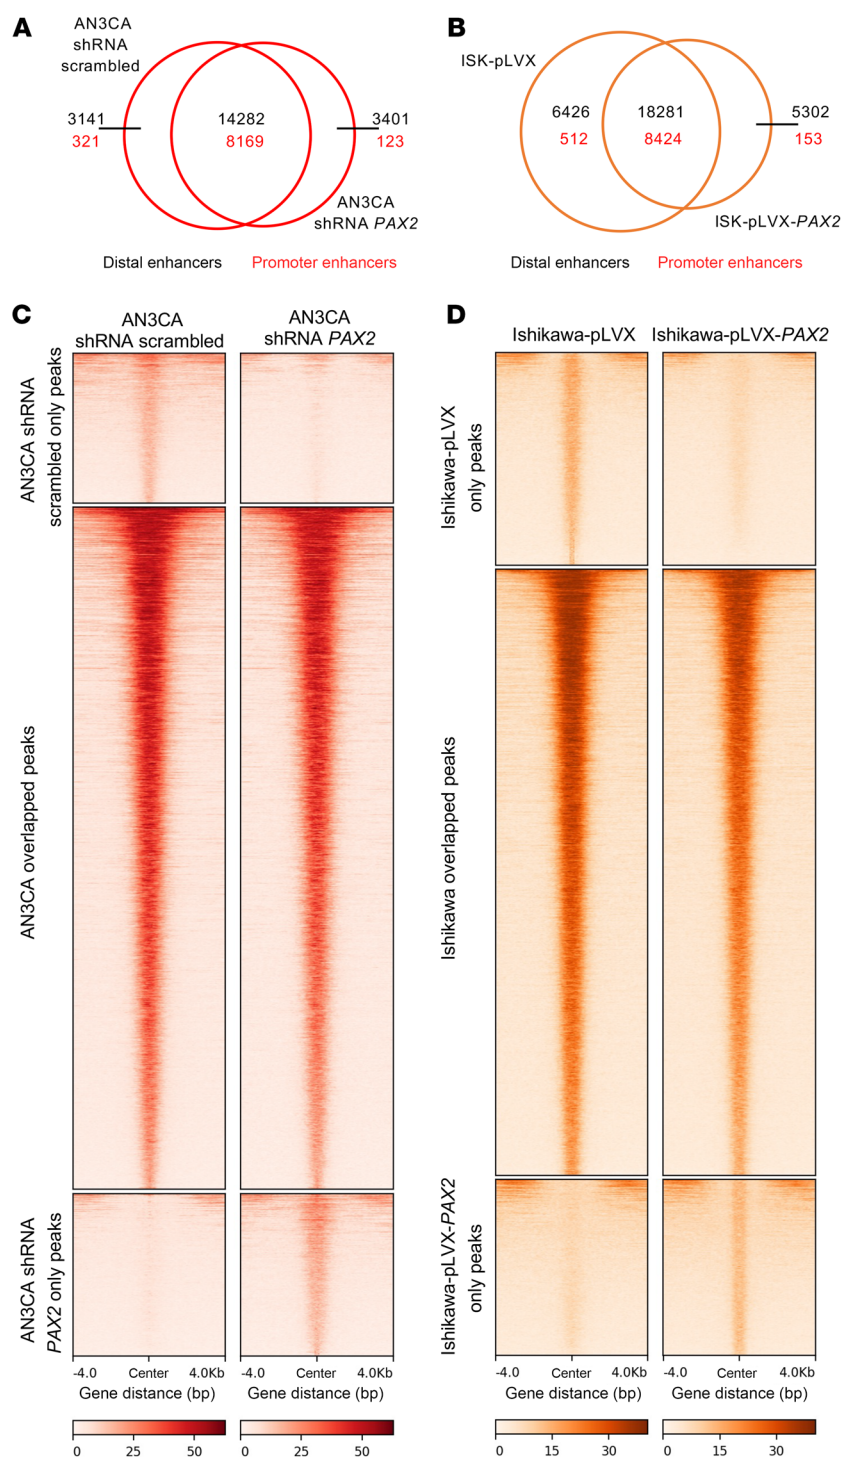 A
AN3CA
shRNA
scrambled
3141
321
14282
8169
3401
123
AN3CA
shRNA PAX2
Distal enhancers
Promoter enhancers
B
ISK-pLVX
6426
512
18281
8424
5302
153
ISK-pLVX-PAX2
Distal enhancers
Promoter enhancers
C
AN3CA
shRNA scrambled
AN3CA
shRNA PAX2
AN3CA shRNA
scrambled only peaks
AN3CA overlapped peaks
AN3CA shRNA
PAX2 only peaks
-4.0
Center
4.0Kb
Gene distance (bp)
-4.0
Center
4.0Kb
Gene distance (bp)
0
25
50
0
25
50
D
Ishikawa-pLVX
Ishikawa-pLVX-PAX2
Ishikawa-pLVX
only peaks
Ishikawa overlapped peaks
Ishikawa-pLVX-PAX2
only peaks
-4.0
Center
4.0Kb
Gene distance (bp)
-4.0
Center
4.0Kb
Gene distance (bp)
0
15
30
0
15
30